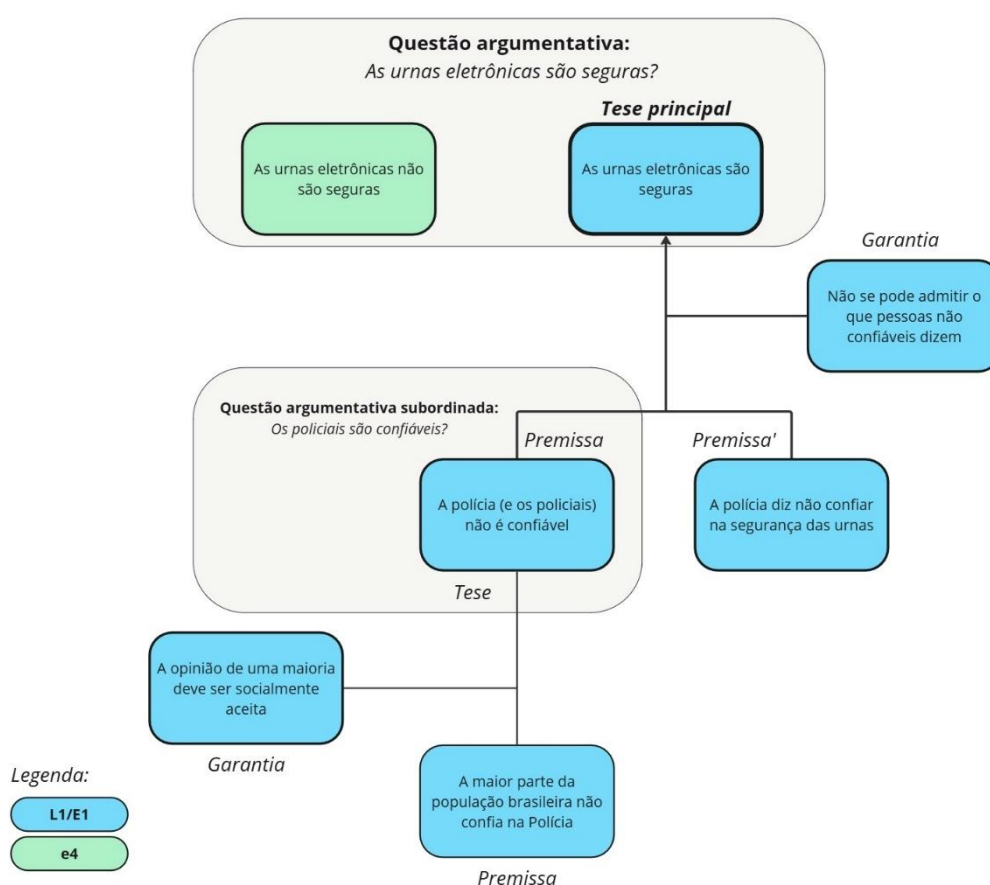 Questão argumentativa:
As urnas eletrônicas são seguras?
Tese principal
As urnas eletrônicas não
são seguras
As urnas eletrônicas são
seguras
Garantia
Não se pode admitir o
que pessoas não
confiáveis dizem
Questão argumentativa subordinada:
Os policiais são confiáveis?
Premissa
Premissa'
A polícia (e os policiais)
não é confiável
A polícia diz não confiar
na segurança das urnas
Tese
A opinião de uma maioria
deve ser socialmente
aceita
Garantia
A maior parte da
população brasileira não
confia na Polícia
Premissa
Legenda:
L1/E1
e4